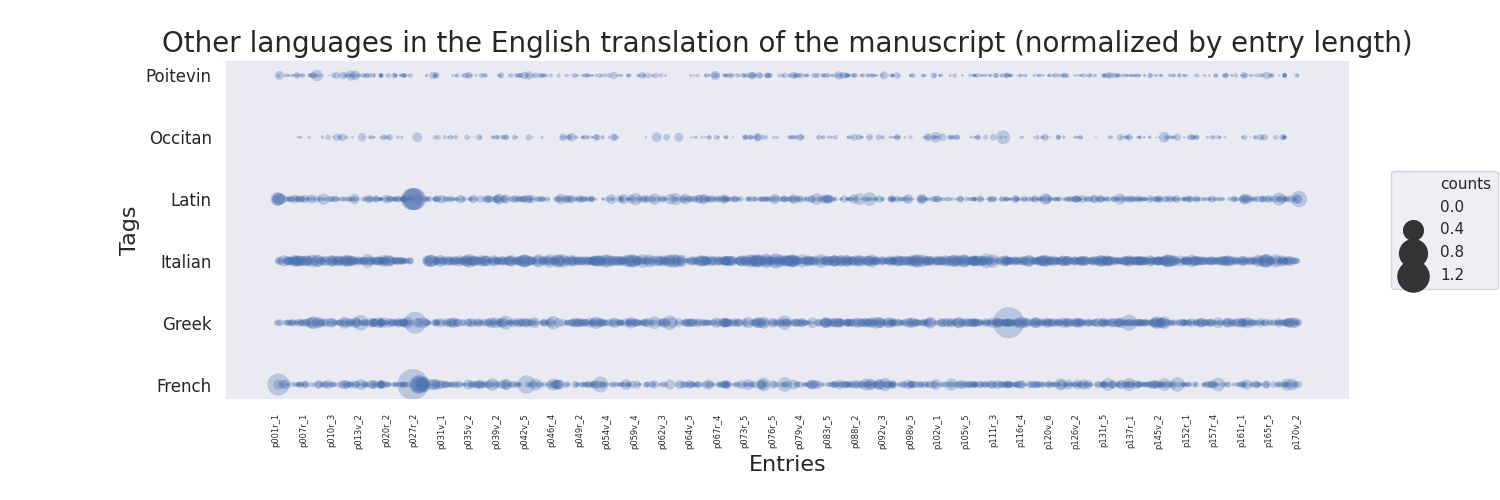 Other languages in the English translation of the manuscript (normalized by entry length)
Tags
Poitevin
Occitan
Latin
Italian
Greek
French
p001r_1 p007r_1 p010r_3 p013v_2 p020r_2 p027r_2 p031v_1 p035v_2 p039v_2 p042v_5 p046r_4 p049r_2 p054v_4 p059v_4 p062v_3 p064v_5 p067r_4 p073r_5 p076r_5 p079v_4 p083r_5 p088r_2 p092v_3 p098v_5 p102v_1 p105v_5 p111r_3 p116r_4 p120v_6 p126v_2 p131r_5 p137r_1 p145v_2 p152r_1 p157r_4 p161r_1 p165r_5 p170v_2
Entries
counts
0.0
0.4
0.8
1.2